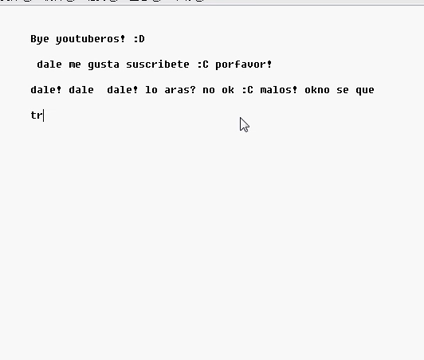 Bye youtuberos! :D
dale me gusta suscribete :C porfavor!
dale! dale dale! lo aras? no ok :C malos! okno se que
tr